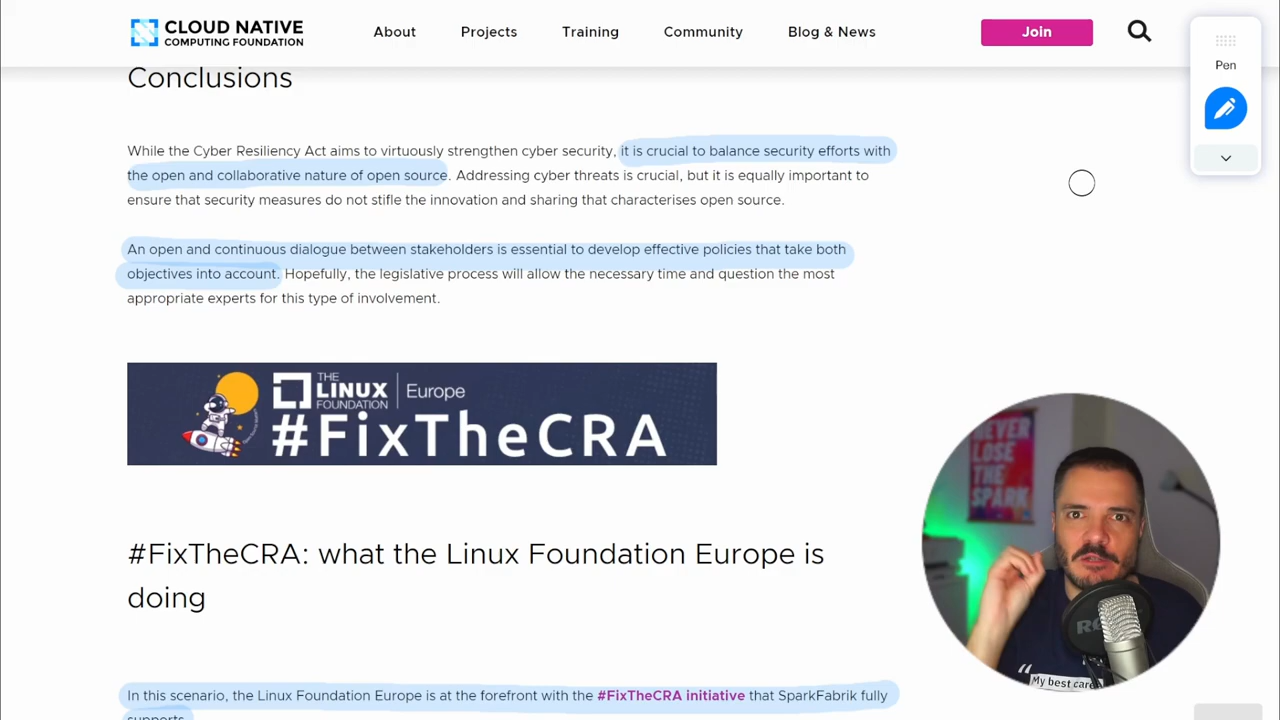 CLOUD NATIVE
COMPUTING FOUNDATION
About
Projects
Training
Community
Blog & News
Join
Pen
Conclusions
While the Cyber Resiliency Act aims to virtuously strengthen cyber security, it is crucial to balance security efforts with
the open and collaborative nature of open source. Addressing cyber threats is crucial, but it is equally important to
ensure that security measures do not stifle the innovation and sharing that characterises open source.
An open and continuous dialogue between stakeholders is essential to develop effective policies that take both
objectives into account. Hopefully, the legislative process will allow the necessary time and question the most
appropriate experts for this type of involvement.
THE
LINUX
FOUNDATION
Europe
#FixTheCRA
NEVER
LOSE
THE
SPARK
#FixTheCRA: what the Linux Foundation Europe is
doing
"My best care
In this scenario, the Linux Foundation Europe is at the forefront with the #FixTheCRA initiative that SparkFabrik fully
supports.